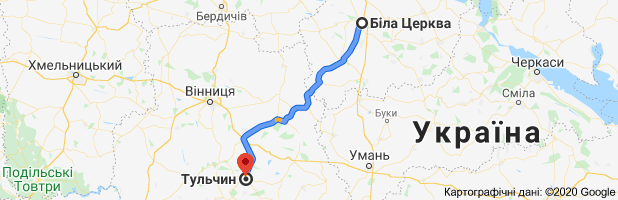 Бердичів
Біла Церква
Хмельницький
Вінниця
Черкаси
Сміла
Буки
Україна
Умань
Подільські
Товтри
Тульчин
Картографічні дані: ©2020 Google